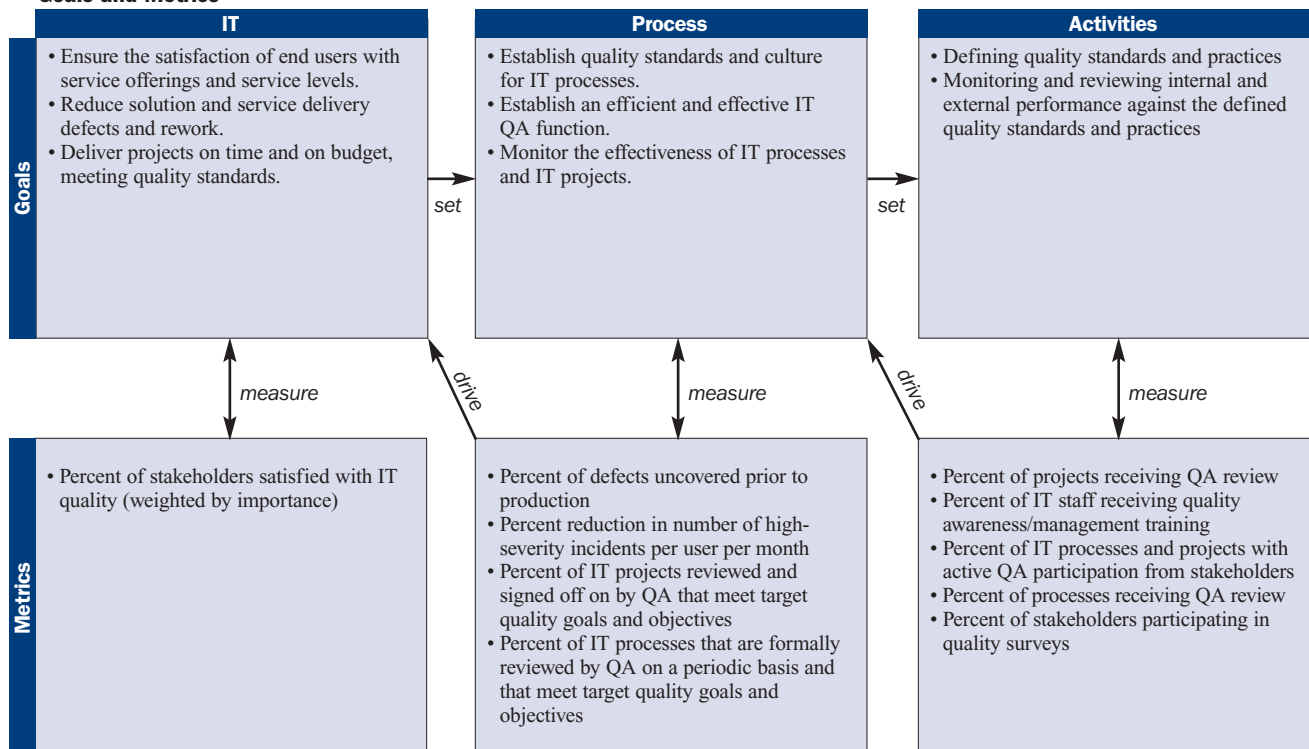 Goals and Metrics
IT
Process
Activities
Goals
• Ensure the satisfaction of end users with
service offerings and service levels.
• Reduce solution and service delivery
defects and rework.
• Deliver projects on time and on budget,
meeting quality standards.
set
• Establish quality standards and culture
for IT processes.
• Establish an efficient and effective IT
QA function.
• Monitor the effectiveness of IT processes
and IT projects.
set
• Defining quality standards and practices
• Monitoring and reviewing internal and
external performance against the defined
quality standards and practices
measure
drive
measure
drive
measure
Metrics
• Percent of stakeholders satisfied with IT
quality (weighted by importance)
• Percent of defects uncovered prior to
production
• Percent reduction in number of high-
severity incidents per user per month
• Percent of IT projects reviewed and
signed off on by QA that meet target
quality goals and objectives
• Percent of IT processes that are formally
reviewed by QA on a periodic basis and
that meet target quality goals and
objectives
• Percent of projects receiving QA review
• Percent of IT staff receiving quality
awareness/management training
• Percent of IT processes and projects with
active QA participation from stakeholders
• Percent of processes receiving QA review
• Percent of stakeholders participating in
quality surveys